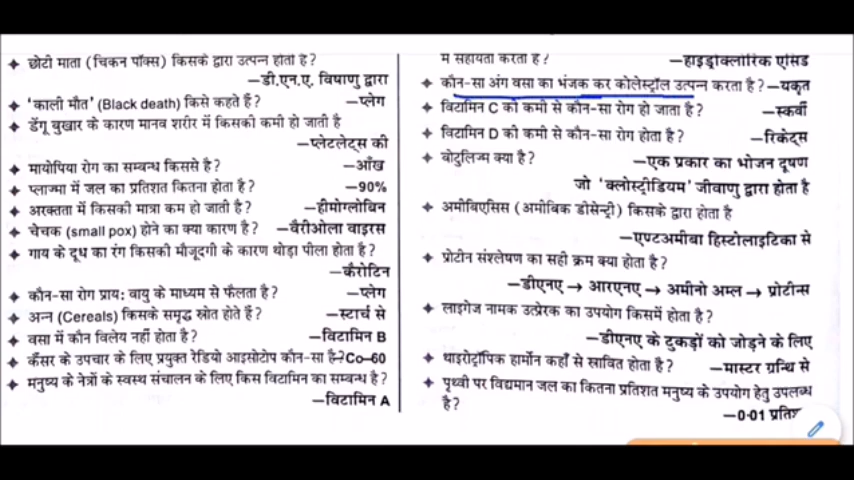 छोटी माता (चिकन पॉक्स) किसके द्वारा उत्पन्न होती है?
—डी.एन.ए. विषाणु द्वारा
'काली मौत' (Black death) किसे कहते हैं? —प्लेग
डेंगू बुखार के कारण मानव शरीर में किसकी कमी हो जाती है
—प्लेटलेट्स की
मायोपिया रोग का सम्बन्ध किससे है? —आँख
प्लाज्मा में जल का प्रतिशत कितना होता है? —90%
अरक्तता में किसकी मात्रा कम हो जाती है? —हीमोग्लोबिन
चेचक (small pox) होने का क्या कारण है? —वैरीओला वाइरस
गाय के दूध का रंग किसकी मौजूदगी के कारण थोड़ा पीला होता है?
—कैरोटिन
कौन-सा रोग प्राय: वायु के माध्यम से फैलता है? —प्लेग
अन्न (Cereals) किसके समृद्ध स्रोत होते हैं? —स्टार्च से
वसा में कौन विलेय नहीं होता है? —विटामिन B
कैंसर के उपचार के लिए प्रयुक्त रेडियो आइसोटोप कौन-सा है?—Co–60
मनुष्य के नेत्रों के स्वस्थ संचालन के लिए किस विटामिन का सम्बन्ध है?
—विटामिन A
में सहायता करता है? —हाइड्रोक्लोरिक एसिड
कौन-सा अंग वसा का भंजक कर कोलेस्ट्रॉल उत्पन्न करता है?—यकृत
विटामिन C की कमी से कौन-सा रोग हो जाता है? —स्कर्वी
विटामिन D की कमी से कौन-सा रोग होता है? —रिकेट्स
बोटुलिज्म क्या है? —एक प्रकार का भोजन दूषण
जो 'क्लोस्ट्रीडियम' जीवाणु द्वारा होता है
अमीबिएसिस (अमीबिक डीसेन्ट्री) किसके द्वारा होता है
—एण्टअमीबा हिस्टोलाइटिका से
प्रोटीन संश्लेषण का सही क्रम क्या होता है?
—डीएनए → आरएनए → अमीनो अम्ल → प्रोटीन्स
लाइगेज नामक उत्प्रेरक का उपयोग किसमें होता है?
—डीएनए के टुकड़ों को जोड़ने के लिए
थाइरोट्रॉपिक हार्मोन कहाँ से स्रावित होता है? —मास्टर ग्रन्थि से
पृथ्वी पर विद्यमान जल का कितना प्रतिशत मनुष्य के उपयोग हेतु उपलब्ध
है?
—0·01